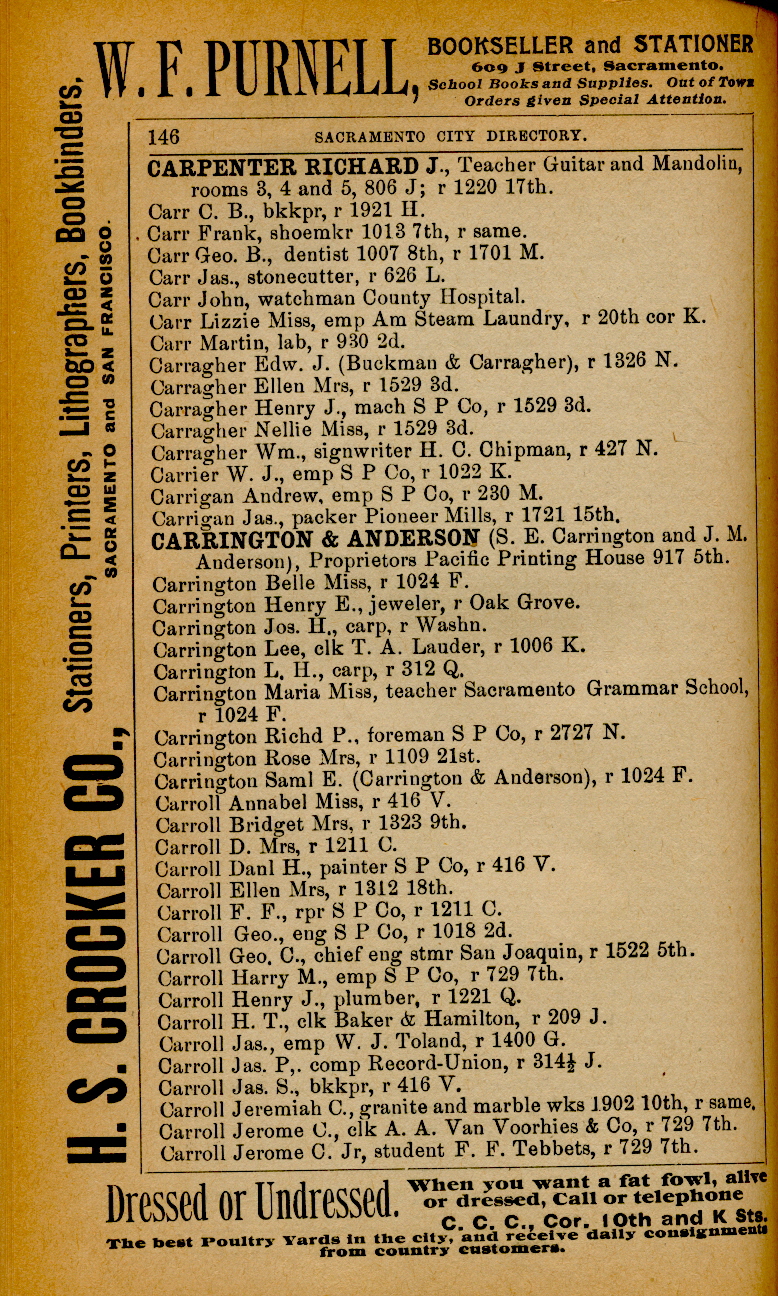 W. F. PURNELL,
BOOKSELLER and STATIONER
609 J Street, Sacramento.
School Books and Supplies. Out of Town
Orders given Special Attention.
H. S. CROCKER CO., Stationers, Printers, Lithographers, Bookbinders,
SACRAMENTO and SAN FRANCISCO.
146 SACRAMENTO CITY DIRECTORY.
CARPENTER RICHARD J., Teacher Guitar and Mandolin,
rooms 3, 4 and 5, 806 J; r 1220 17th.
Carr C. B., bkkpr, r 1921 H.
Carr Frank, shoemkr 1013 7th, r same.
Carr Geo. B., dentist 1007 8th, r 1701 M.
Carr Jas., stonecutter, r 626 L.
Carr John, watchman County Hospital.
Carr Lizzie Miss, emp Am Steam Laundry, r 20th cor K.
Carr Martin, lab, r 930 2d.
Carragher Edw. J. (Buckman & Carragher), r 1326 N.
Carragher Ellen Mrs, r 1529 3d.
Carragher Henry J., mach S P Co, r 1529 3d.
Carragher Nellie Miss, r 1529 3d.
Carragher Wm., signwriter H. C. Chipman, r 427 N.
Carrier W. J., emp S P Co, r 1022 K.
Carrigan Andrew, emp S P Co, r 230 M.
Carrigan Jas., packer Pioneer Mills, r 1721 15th.
CARRINGTON & ANDERSON (S. E. Carrington and J. M.
Anderson), Proprietors Pacific Printing House 917 5th.
Carrington Belle Miss, r 1024 F.
Carrington Henry E., jeweler, r Oak Grove.
Carrington Jos. H., carp, r Washn.
Carrington Lee, clk T. A. Lauder, r 1006 K.
Carrington L. H., carp, r 312 Q.
Carrington Maria Miss, teacher Sacramento Grammar School,
r 1024 F.
Carrington Richd P., foreman S P Co, r 2727 N.
Carrington Rose Mrs, r 1109 21st.
Carrington Saml E. (Carrington & Anderson), r 1024 F.
Carroll Annabel Miss, r 416 V.
Carroll Bridget Mrs, r 1323 9th.
Carroll D. Mrs, r 1211 C.
Carroll Danl H., painter S P Co, r 416 V.
Carroll Ellen Mrs, r 1312 18th.
Carroll F. F., rpr S P Co, r 1211 C.
Carroll Geo., eng S P Co, r 1018 2d.
Carroll Geo. C., chief eng stmr San Joaquin, r 1522 5th.
Carroll Harry M., emp S P Co, r 729 7th.
Carroll Henry J., plumber, r 1221 Q.
Carroll H. T., clk Baker & Hamilton, r 209 J.
Carroll Jas., emp W. J. Toland, r 1400 G.
Carroll Jas. P,. comp Record-Union, r 314½ J.
Carroll Jas. S., bkkpr, r 416 V.
Carroll Jeremiah C., granite and marble wks 1902 10th, r same.
Carroll Jerome C., clk A. A. Van Voorhies & Co, r 729 7th.
Carroll Jerome C. Jr, student F. F. Tebbets, r 729 7th.
Dressed or Undressed.
When you want a fat fowl, alive
or dressed, Call or telephone
C. C. C., Cor. 10th and K Sts.
The best Poultry Yards in the city, and receive daily consignments
from country customers.